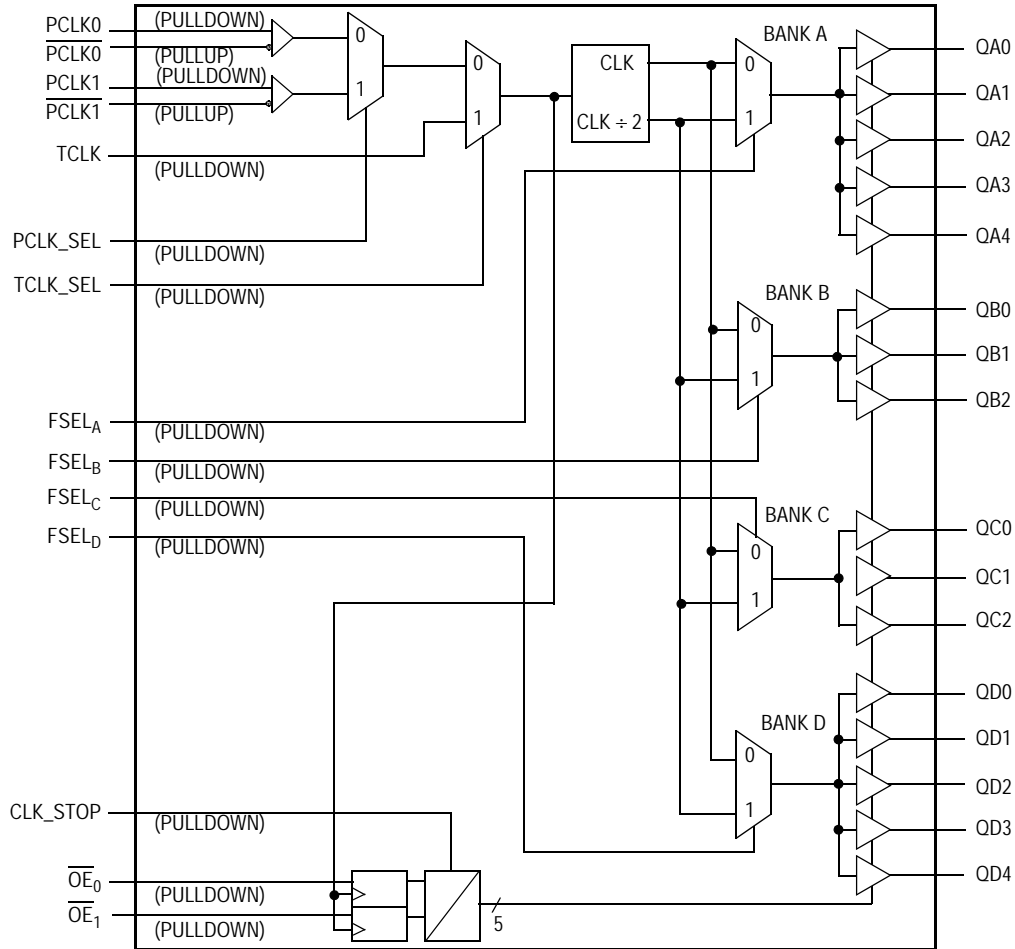 PCLK0 (PULLDOWN)
PCLK0 (PULLUP)
PCLK1 (PULLDOWN)
PCLK1 (PULLUP)
TCLK (PULLDOWN)
PCLK_SEL (PULLDOWN)
TCLK_SEL (PULLDOWN)
FSELA (PULLDOWN)
FSELB (PULLDOWN)
FSELC (PULLDOWN)
FSELD (PULLDOWN)
CLK_STOP (PULLDOWN)
OE0 (PULLDOWN)
OE1 (PULLDOWN)
0
1
0
1
CLK
CLK ÷ 2
BANK A
0
1
QA0
QA1
QA2
QA3
QA4
BANK B
0
1
QB0
QB1
QB2
BANK C
0
1
QC0
QC1
QC2
BANK D
0
1
QD0
QD1
QD2
QD3
QD4
5